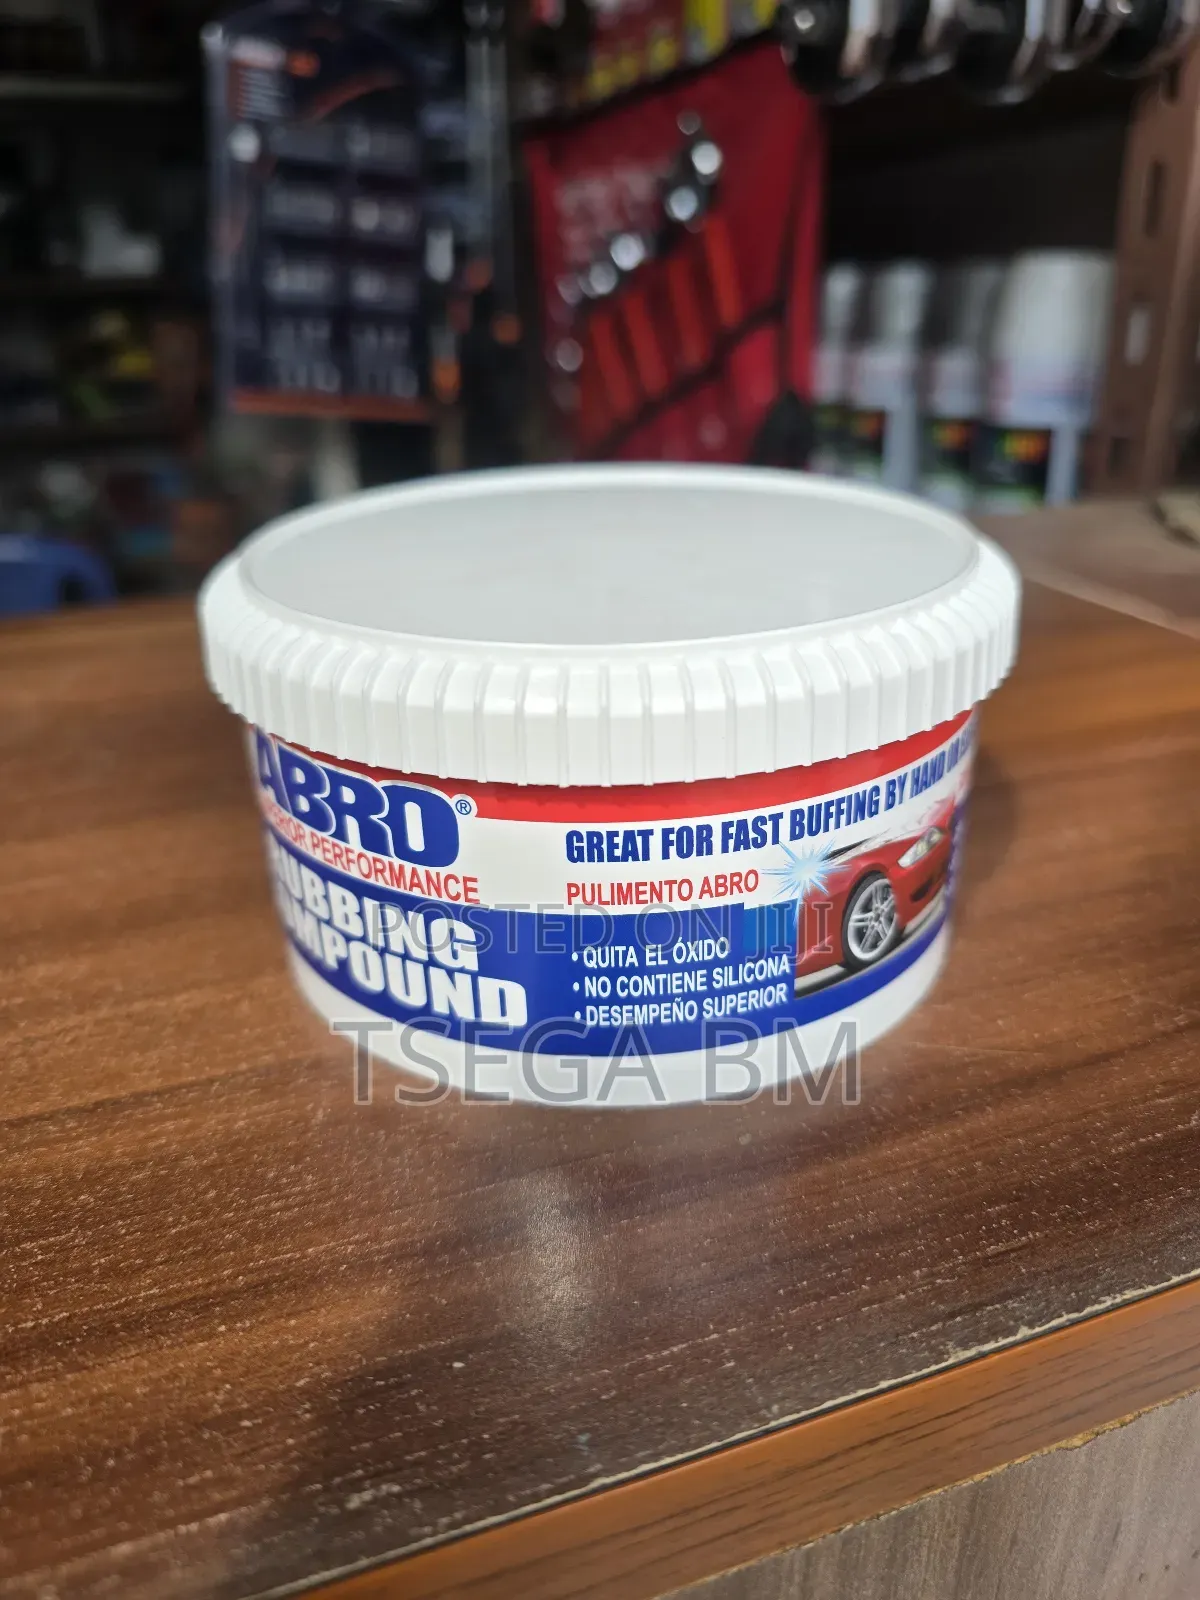 ABRO®
SUPERIOR PERFORMANCE
RUBBING
COMPOUND
GREAT FOR FAST BUFFING BY HAND OR
PULIMENTO ABRO
• QUITA EL ÓXIDO
• NO CONTIENE SILICONA
• DESEMPEÑO SUPERIOR
POSTED ON JIJI
TSEGA BM